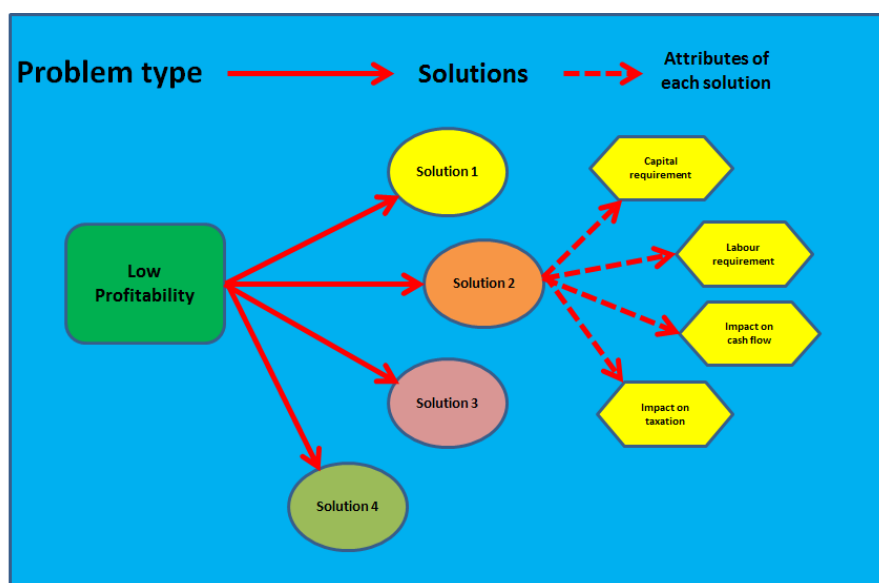 Problem type
Solutions
Attributes of
each solution
Solution 1
Capital
requirement
Low
Profitability
Solution 2
Labour
requirement
Impact on
cash flow
Solution 3
Impact on
taxation
Solution 4